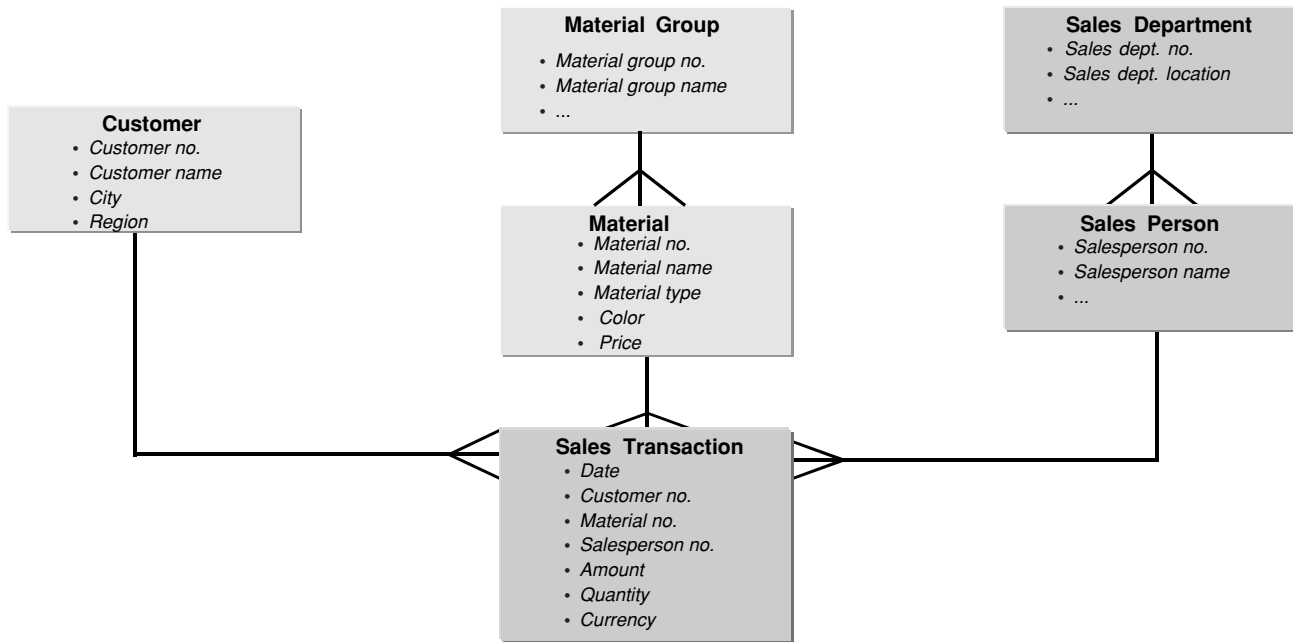 Material Group
• Material group no.
• Material group name
• ...
Sales Department
• Sales dept. no.
• Sales dept. location
• ...
Customer
• Customer no.
• Customer name
• City
• Region
Material
• Material no.
• Material name
• Material type
• Color
• Price
Sales Person
• Salesperson no.
• Salesperson name
• ...
Sales Transaction
• Date
• Customer no.
• Material no.
• Salesperson no.
• Amount
• Quantity
• Currency